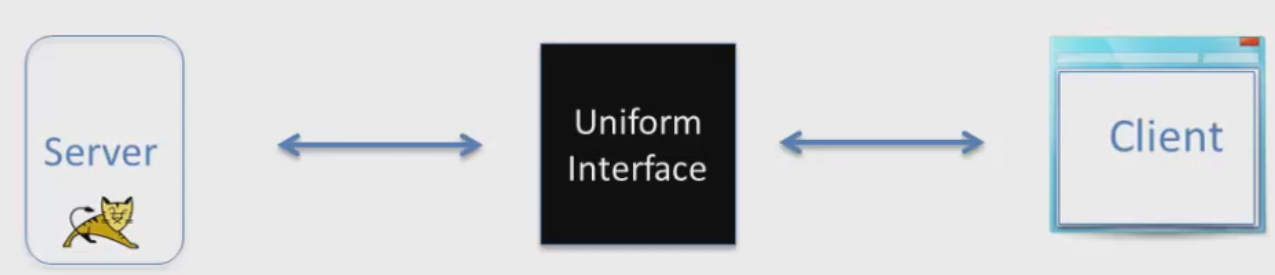 Server
Uniform
Interface
Client